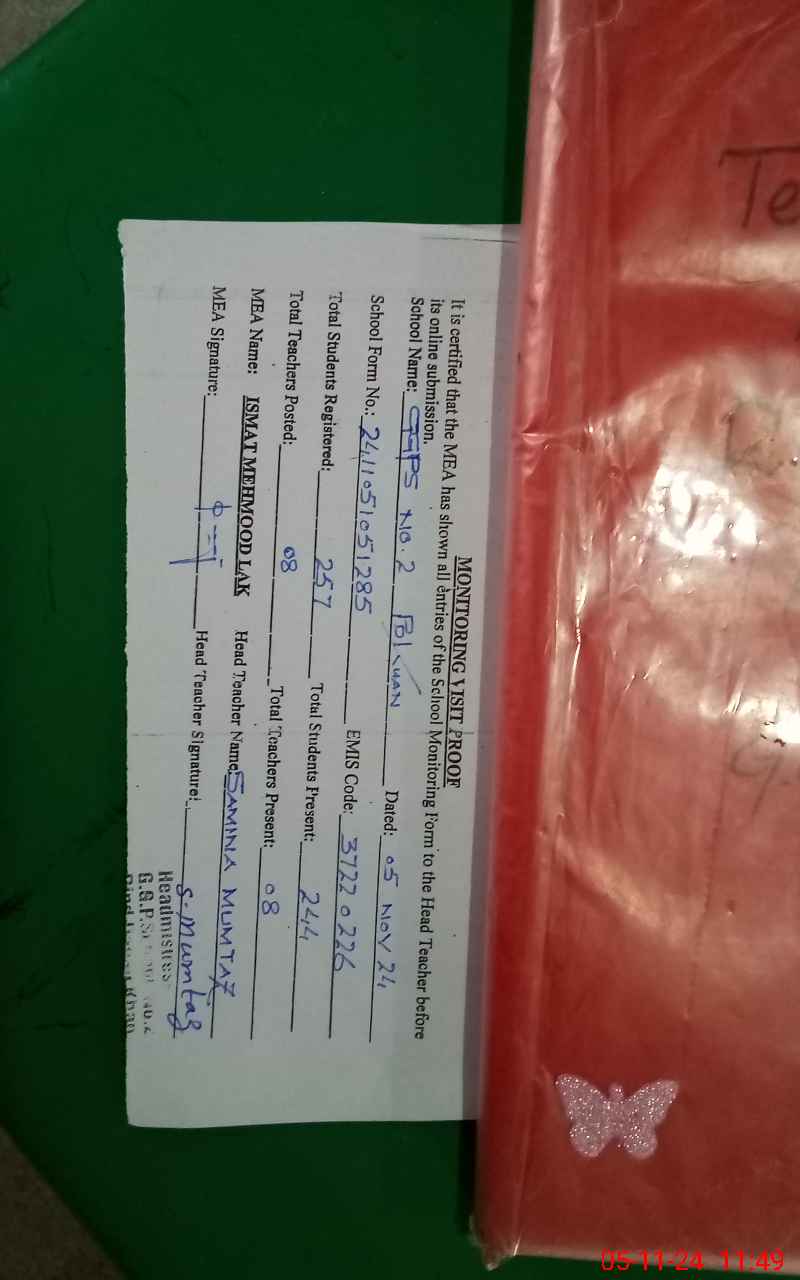 MONITORING VISIT PROOF
It is certified that the MEA has shown all entries of the School Monitoring Form to the Head Teacher before
its online submission.
School Name: GGPS NO. 2 Dated: 05 NOV 24
School Form No.: 2411051051285 EMIS Code: 37220226
Total Students Registered: 257 Total Students Present: 244
Total Teachers Posted: 08 Total Teachers Present: 08
MEA Name: ISMAT MEHMOOD LAK Head Teacher Name: SAMINA MUMTAZ
MEA Signature: Head Teacher Signature: S-Mumtaz
Headmistress
Khan
Te
05-11-24 11:49